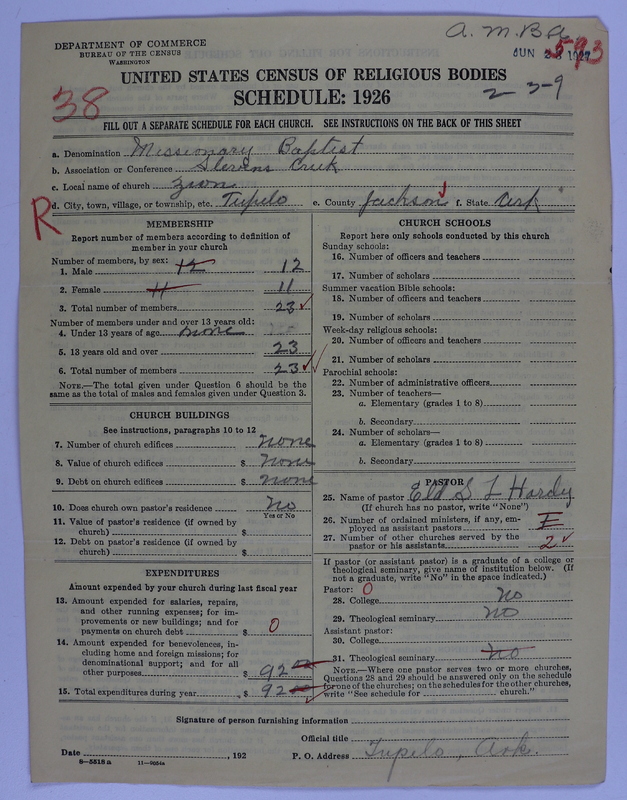 A. M. B A
DEPARTMENT OF COMMERCE
BUREAU OF THE CENSUS
WASHINGTON
JUN 1927
593
UNITED STATES CENSUS OF RELIGIOUS BODIES
SCHEDULE: 1926
38
2-3-9
FILL OUT A SEPARATE SCHEDULE FOR EACH CHURCH. SEE INSTRUCTIONS ON THE BACK OF THIS SHEET
a. Denomination Missionary Baptist
b. Association or Conference Stevens Creek
c. Local name of church Zion
R
d. City, town, village, or township, etc. Tupelo e. County Jackson f. State Ark
MEMBERSHIP
Report number of members according to definition of
member in your church
Number of members, by sex:
1. Male 12 12
2. Female 11 11
3. Total number of members 23
Number of members under and over 13 years old:
4. Under 13 years of age none
5. 13 years old and over 23
6. Total number of members 23
NOTE.—The total given under Question 6 should be the
same as the total of males and females given under Question 3.
CHURCH BUILDINGS
See instructions, paragraphs 10 to 12
7. Number of church edifices none
8. Value of church edifices $ none
9. Debt on church edifices $ none
10. Does church own pastor's residence no
Yes or No
11. Value of pastor's residence (if owned by
church) $
12. Debt on pastor's residence (if owned by
church) $
EXPENDITURES
Amount expended by your church during last fiscal year
13. Amount expended for salaries, repairs,
and other running expenses; for im-
provements or new buildings; and for
payments on church debt $ 0
14. Amount expended for benevolences, in-
cluding home and foreign missions; for
denominational support; and for all
other purposes $ 92 00
15. Total expenditures during year $ 92 00
CHURCH SCHOOLS
Report here only schools conducted by this church
Sunday schools:
16. Number of officers and teachers
17. Number of scholars
Summer vacation Bible schools:
18. Number of officers and teachers
19. Number of scholars
Week-day religious schools:
20. Number of officers and teachers
21. Number of scholars
Parochial schools:
22. Number of administrative officers
23. Number of teachers—
a. Elementary (grades 1 to 8)
b. Secondary
24. Number of scholars—
a. Elementary (grades 1 to 8)
b. Secondary
PASTOR
25. Name of pastor Eld S. L Hardy
(If church has no pastor, write "None")
26. Number of ordained ministers, if any, em-
ployed as assistant pastors
27. Number of other churches served by the
pastor or his assistants 2
If pastor (or assistant pastor) is a graduate of a college or
theological seminary, give name of institution below. (If
not a graduate, write "No" in the space indicated.)
Pastor: 0
28. College no
29. Theological seminary no
Assistant pastor:
30. College
31. Theological seminary no
NOTE.—Where one pastor serves two or more churches,
Questions 28 and 29 should be answered only on the schedule
for one of the churches; on the schedules for the other churches,
write "See schedule for church."
Signature of person furnishing information
Official title
Date , 192 P. O. Address Tupelo, Ark.
8-5518 a 11-9054a